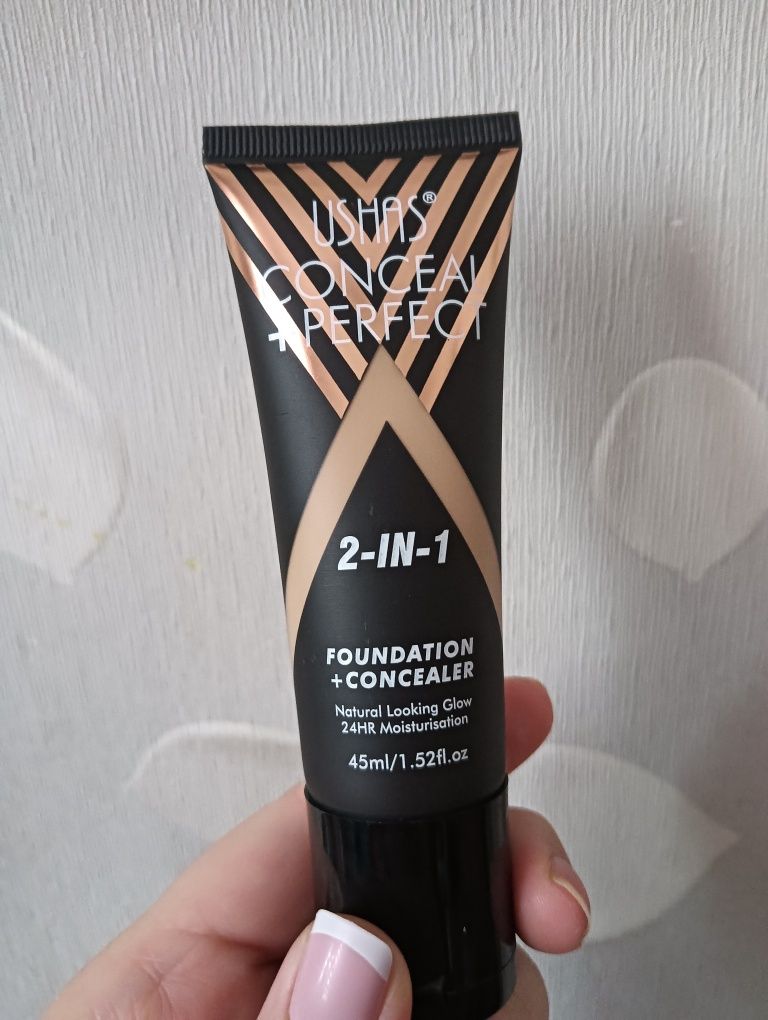 USHAS®
CONCEAL
+PERFECT
2-IN-1
FOUNDATION
+CONCEALER
Natural Looking Glow
24HR Moisturisation
45ml/1.52fl.oz